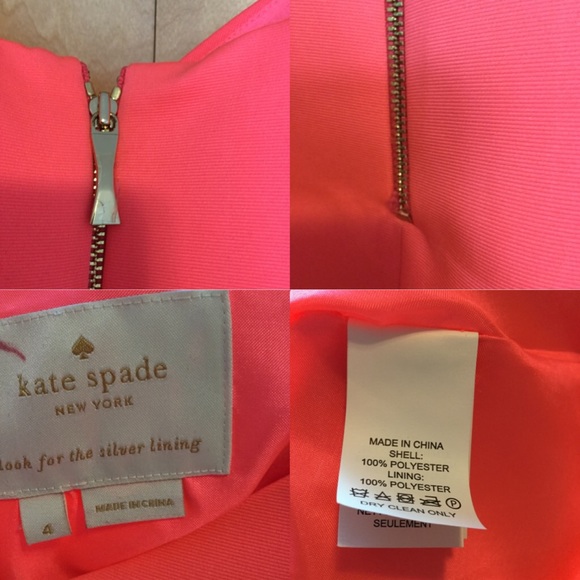 kate spade
NEW YORK
look for the silver lining
4
MADE IN CHINA
MADE IN CHINA
SHELL:
100% POLYESTER
LINING:
100% POLYESTER
P
DRY CLEAN ONLY
SEULEMENT